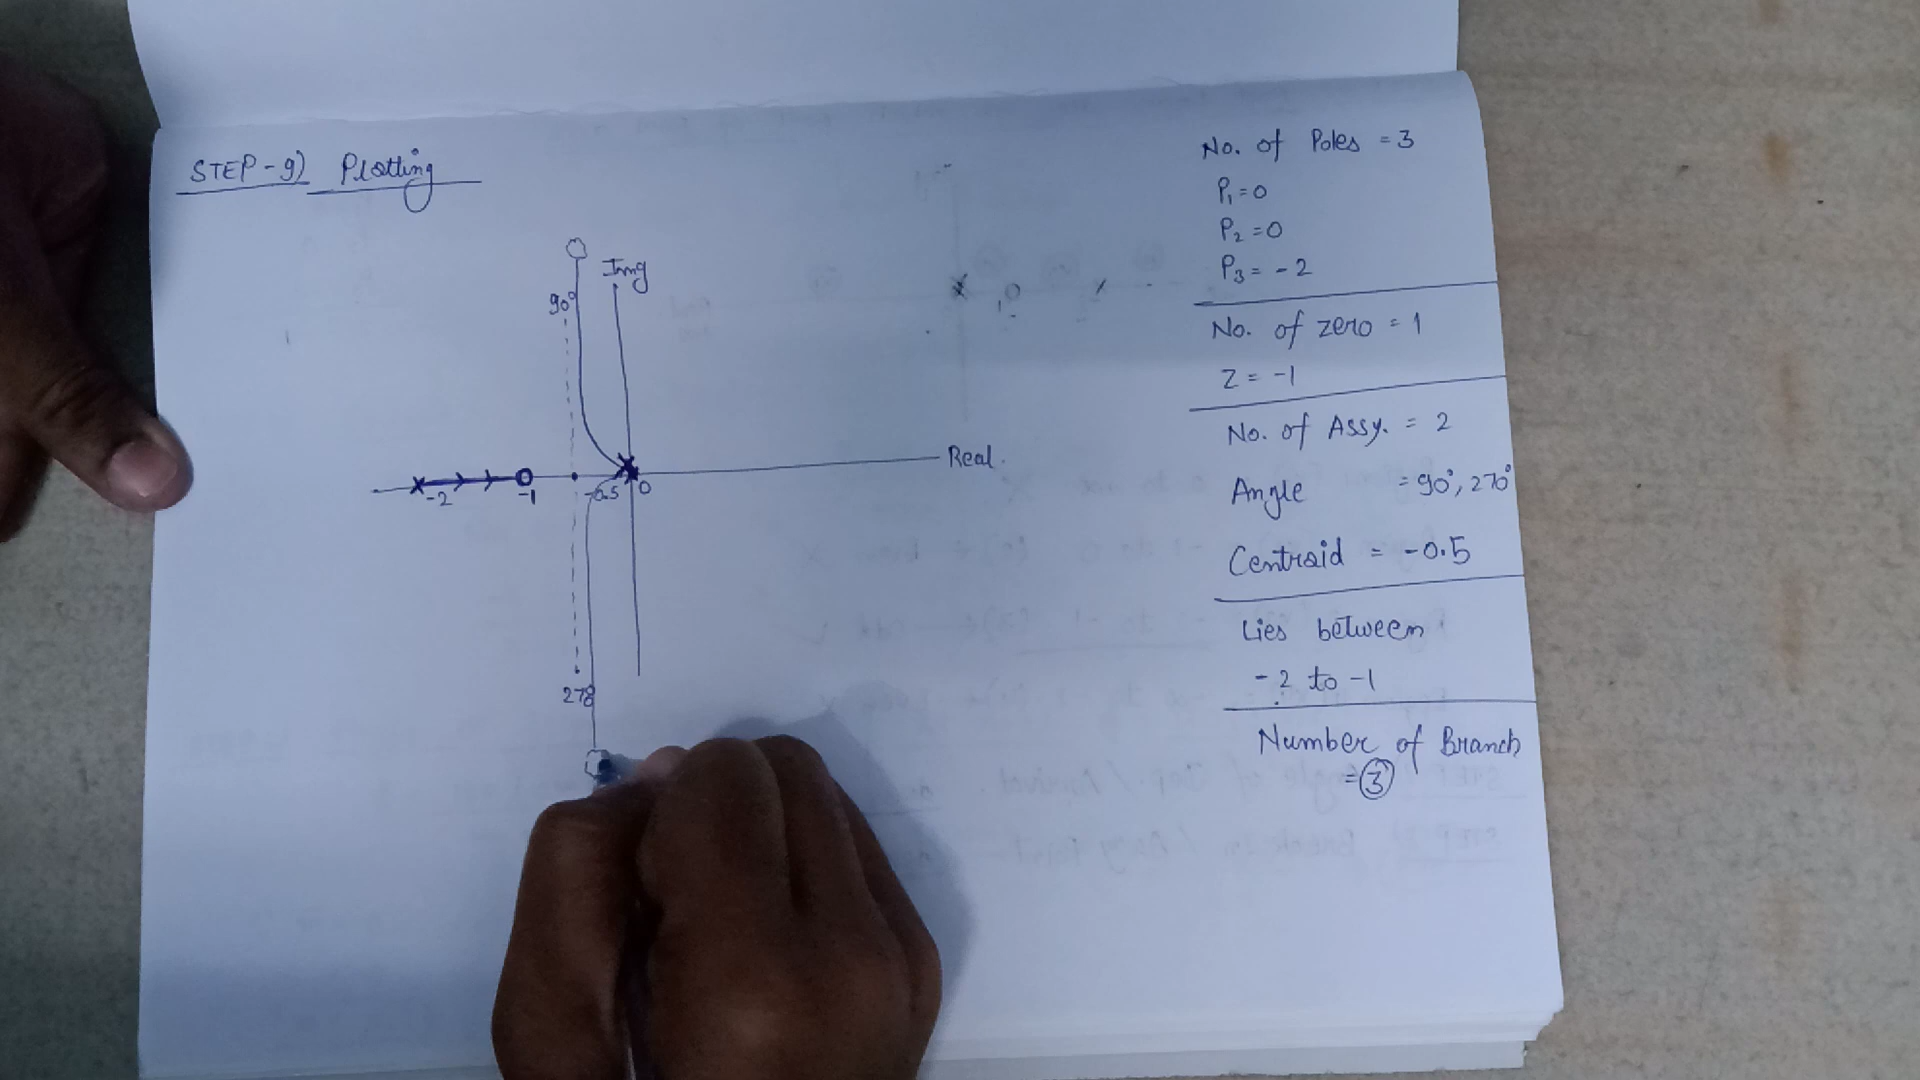 STEP-9) Plotting
Img
90°
Real.
-2
-1
-0.5
0
270
No. of Poles = 3
P1 = 0
P2 = 0
P3 = -2
No. of zero = 1
Z = -1
No. of Assy. = 2
Angle = 90°, 270°
Centroid = -0.5
Lies between
-2 to -1
Number of Branch
= 3